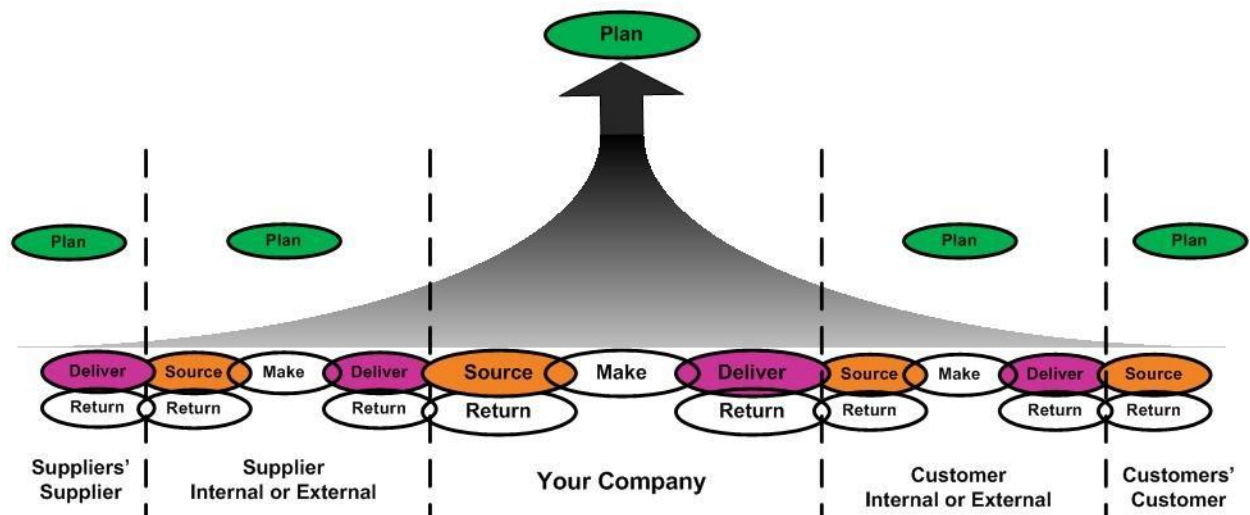 Plan
Plan Plan Plan Plan
Deliver Source Make Deliver Source Make Deliver Source Make Deliver Source
Return Return Return Return Return Return Return Return
Suppliers' Supplier Your Company Customer Customers'
Supplier Internal or External Internal or External Customer